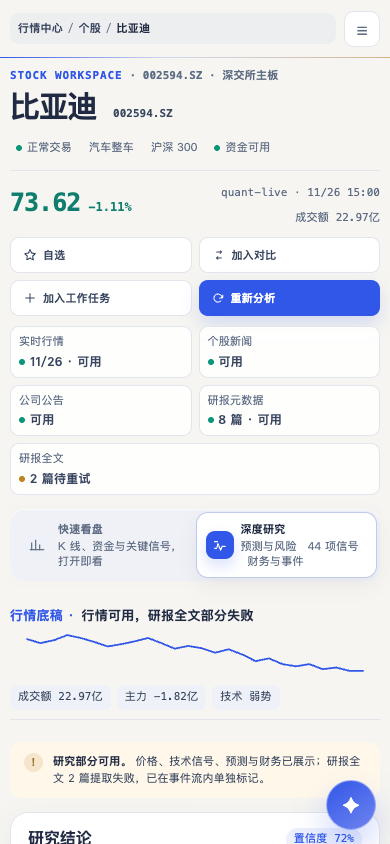 行情中心 / 个股 / 比亚迪
STOCK WORKSPACE · 002594.SZ · 深交所主板
比亚迪 002594.SZ
正常交易 汽车整车 沪深 300 资金可用
73.62 −1.11%
quant-live · 11/26 15:00
成交额 22.97亿
自选
加入对比
加入工作任务
重新分析
实时行情
11/26 · 可用
个股新闻
可用
公司公告
可用
研报元数据
8 篇 · 可用
研报全文
2 篇待重试
快速看盘
K 线、资金与关键信号，
打开即看
深度研究
预测与风险 44 项信号
财务与事件
行情底稿 · 行情可用，研报全文部分失败
成交额 22.97亿
主力 −1.82亿
技术 弱势
! 研究部分可用。 价格、技术信号、预测与财务已展示；研报全
文 2 篇提取失败，已在事件流内单独标记。
研究结论
置信度 72%